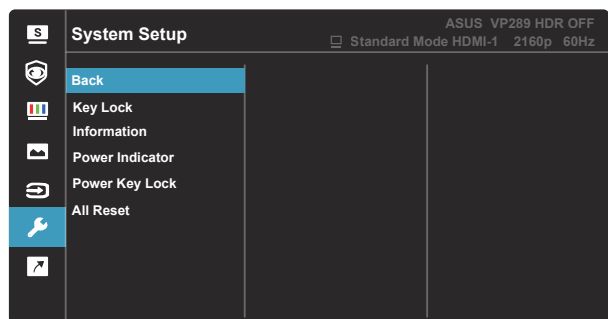 S
System Setup
ASUS VP289 HDR OFF
Standard Mode HDMI-1 2160p 60Hz
Back
Key Lock
Information
Power Indicator
Power Key Lock
All Reset